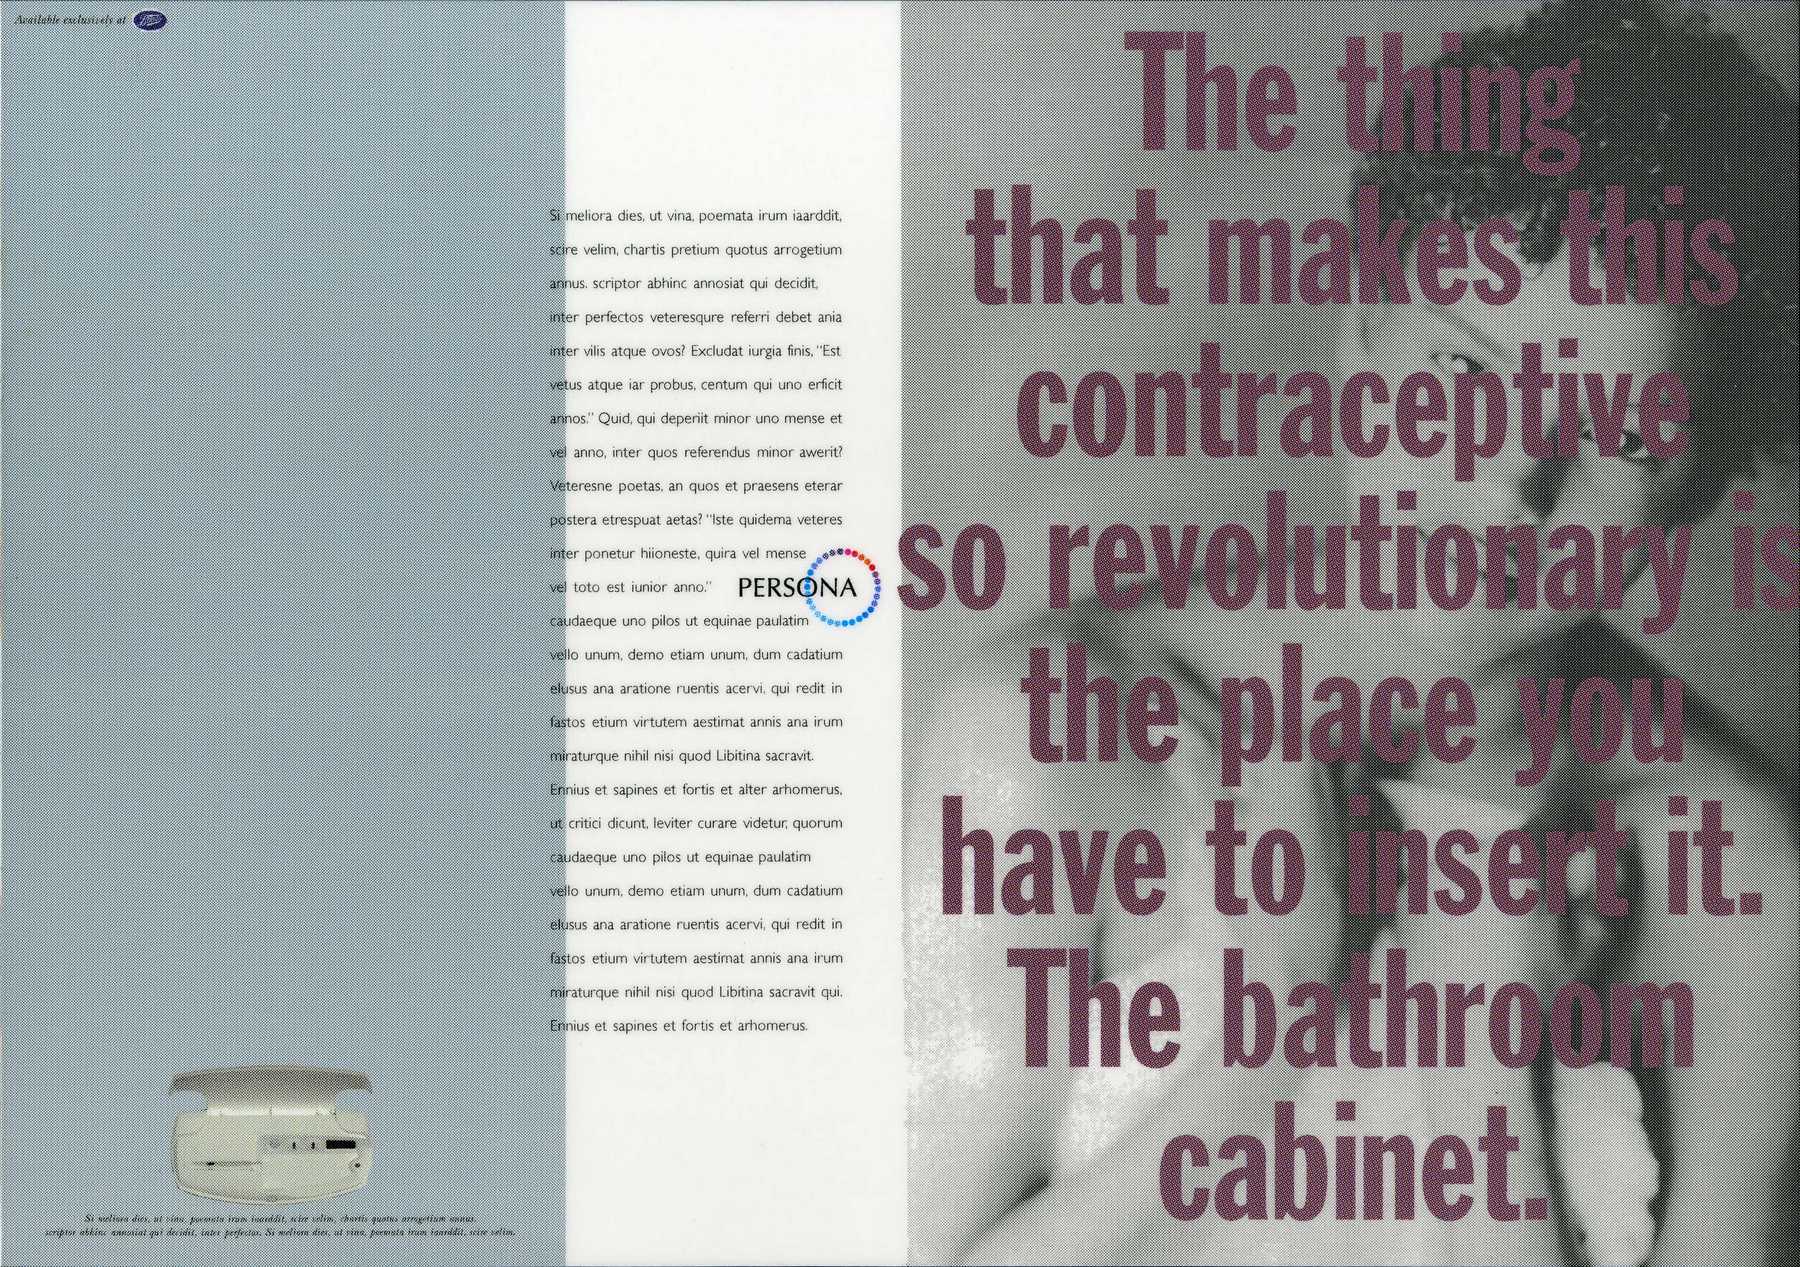 Available exclusively at Boots
Si meliora dies, ut vina, poemata irum iaarddit,
scire velim, chartis pretium quotus arrogetium
annus. scriptor abhinc annosiat qui decidit,
inter perfectos veteresqure referri debet ania
inter vilis atque ovos? Excludat iurgia finis, "Est
vetus atque iar probus, centum qui uno erficit
annos." Quid, qui deperiit minor uno mense et
vel anno, inter quos referendus minor awerit?
Veteresne poetas, an quos et praesens eterar
postera etrespuat aetas? "Iste quidema veteres
inter ponetur hiioneste, quira vel mense
vel toto est iunior anno."
PERSONA
caudaeque uno pilos ut equinae paulatim
vello unum, demo etiam unum, dum cadatium
elusus ana aratione ruentis acervi, qui redit in
fastos etium virtutem aestimat annis ana irum
miraturque nihil nisi quod Libitina sacravit.
Ennius et sapines et fortis et alter arhomerus,
ut critici dicunt, leviter curare videtur, quorum
caudaeque uno pilos ut equinae paulatim
vello unum, demo etiam unum, dum cadatium
elusus ana aratione ruentis acervi, qui redit in
fastos etium virtutem aestimat annis ana irum
miraturque nihil nisi quod Libitina sacravit qui.
Ennius et sapines et fortis et arhomerus.
Si meliora dies, ut vina, poemata irum iaarddit, scire velim, chartis quotus arrogetium annus.
scriptor abhinc annosiat qui decidit, inter perfectos. Si meliora dies, ut vina, poemata irum iaarddit, scire velim.
The thing
that makes this
contraceptive
so revolutionary is
the place you
have to insert it.
The bathroom
cabinet.